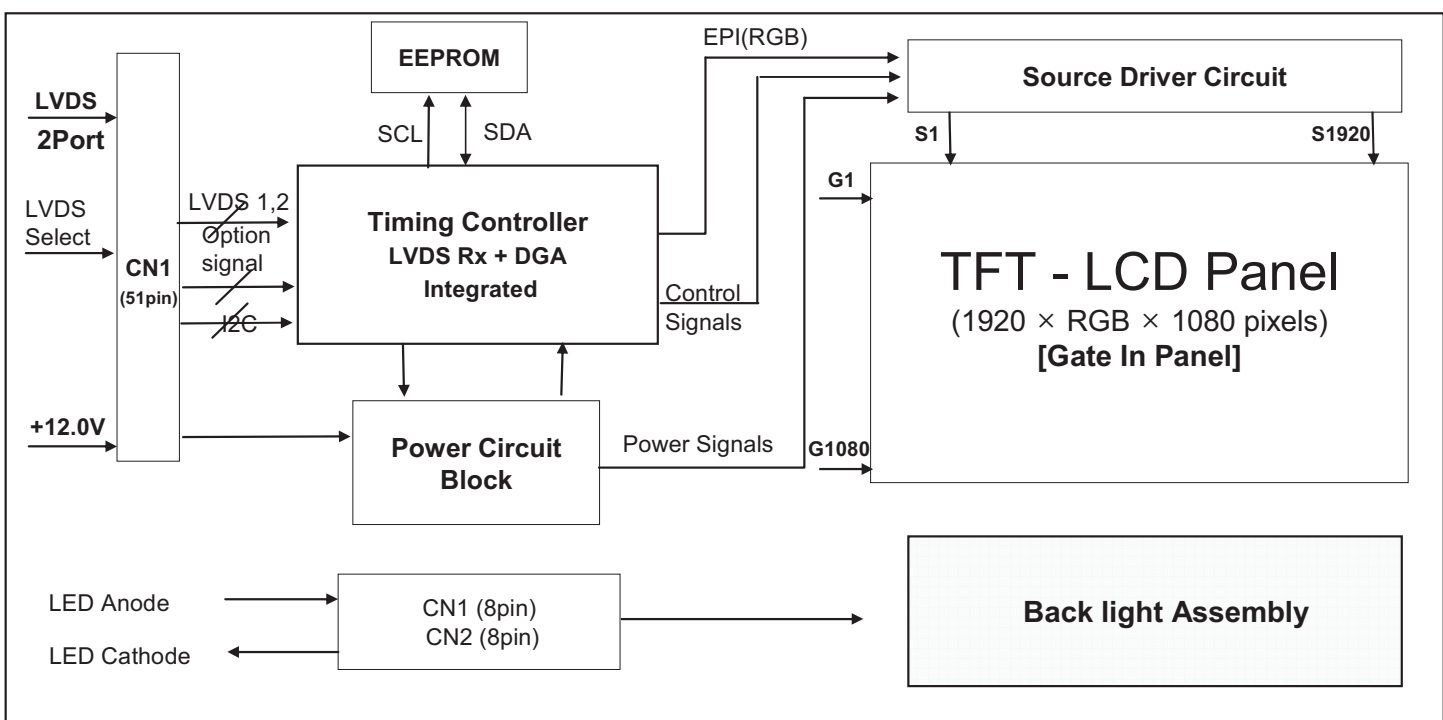 EEPROM
EPI(RGB)
Source Driver Circuit
LVDS
2Port
SCL
SDA
S1
S1920
LVDS
Select
CN1
(51pin)
LVDS 1,2
Option
signal
I2C
Timing Controller
LVDS Rx + DGA
Integrated
Control
Signals
G1
TFT - LCD Panel
(1920 × RGB × 1080 pixels)
[Gate In Panel]
+12.0V
Power Circuit
Block
Power Signals
G1080
LED Anode
LED Cathode
CN1 (8pin)
CN2 (8pin)
Back light Assembly